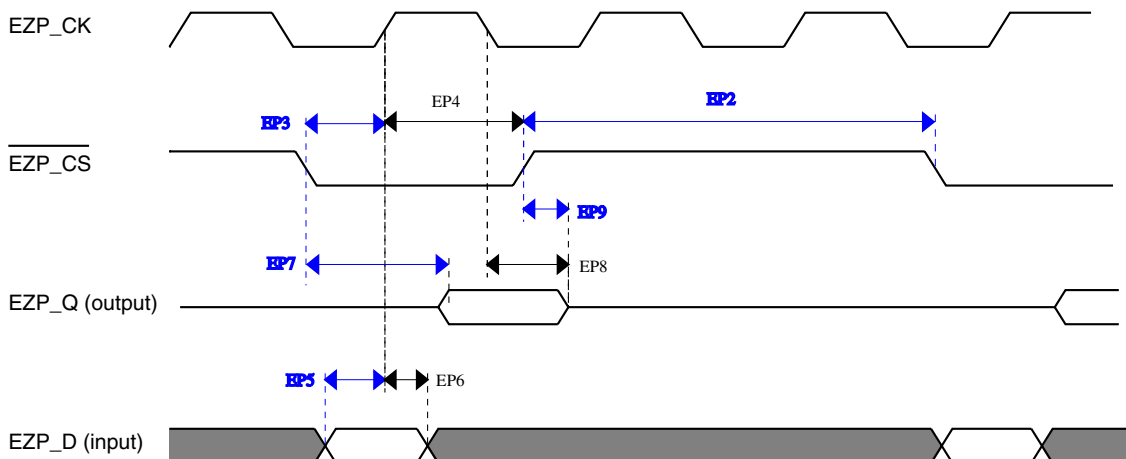 EZP_CK
EP4
EP2
EP3
EZP_CS
EP9
EP7
EP8
EZP_Q (output)
EP5
EP6
EZP_D (input)